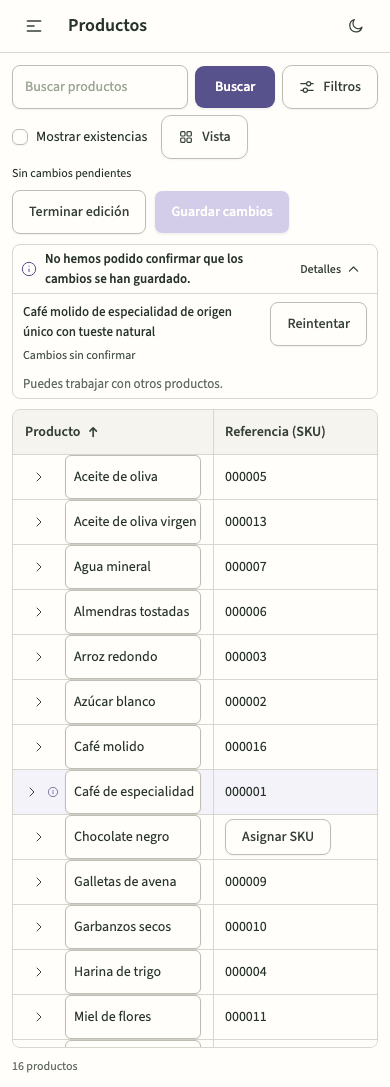 Productos
Buscar productos
Buscar
Filtros
Mostrar existencias
Vista
Sin cambios pendientes
Terminar edición
Guardar cambios
No hemos podido confirmar que los
cambios se han guardado.
Detalles
Café molido de especialidad de origen
único con tueste natural
Reintentar
Cambios sin confirmar
Puedes trabajar con otros productos.
Producto
Referencia (SKU)
Aceite de oliva
000005
Aceite de oliva virgen
000013
Agua mineral
000007
Almendras tostadas
000006
Arroz redondo
000003
Azúcar blanco
000002
Café molido
000016
Café de especialidad
000001
Chocolate negro
Asignar SKU
Galletas de avena
000009
Garbanzos secos
000010
Harina de trigo
000004
Miel de flores
000011
16 productos